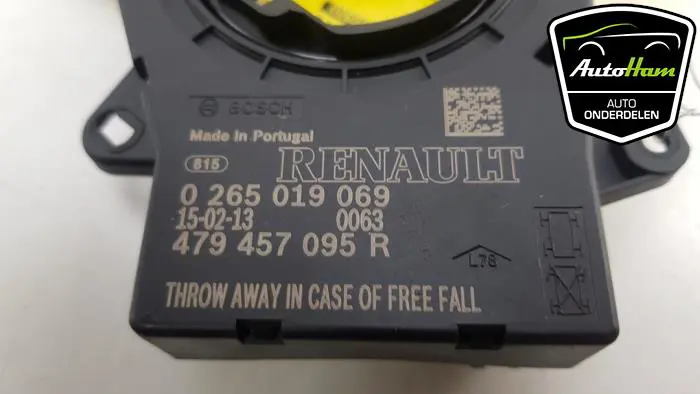 AutoHam
AUTO
ONDERDELEN
BOSCH
Made in Portugal
815
RENAULT
0 265 019 069
15-02-13 0063
479 457 095 R
L78
THROW AWAY IN CASE OF FREE FALL